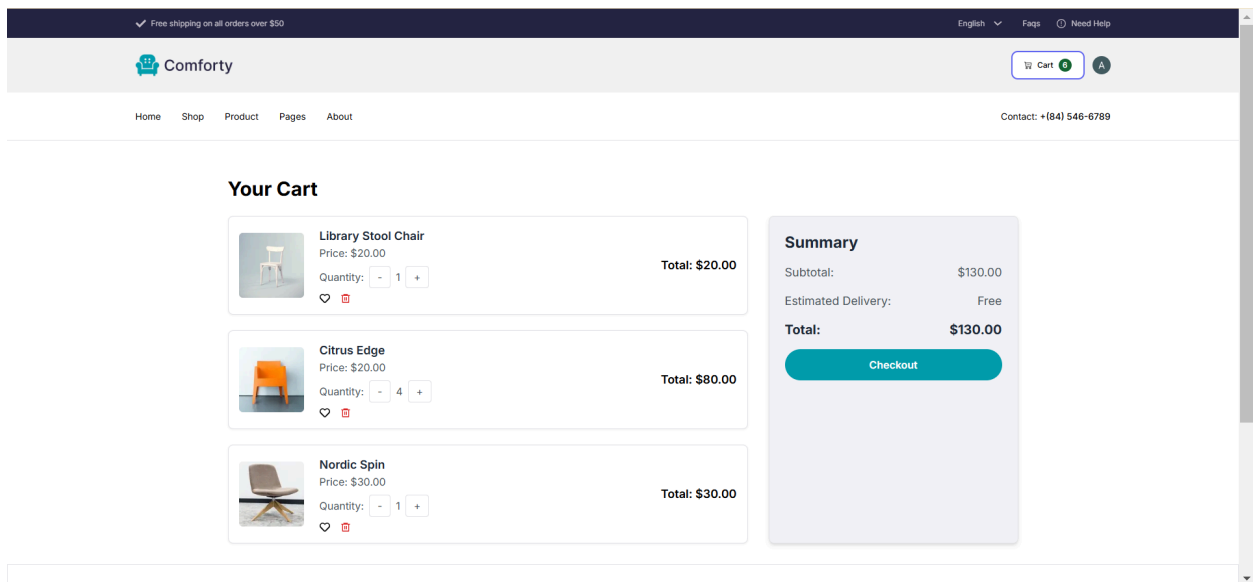 Free shipping on all orders over $50
English Faqs Need Help
Comforty
Cart 6 A
Home Shop Product Pages About Contact: +(84) 546-6789
Your Cart
Library Stool Chair
Price: $20.00
Quantity: - 1 +
Total: $20.00
Citrus Edge
Price: $20.00
Quantity: - 4 +
Total: $80.00
Nordic Spin
Price: $30.00
Quantity: - 1 +
Total: $30.00
Summary
Subtotal: $130.00
Estimated Delivery: Free
Total: $130.00
Checkout